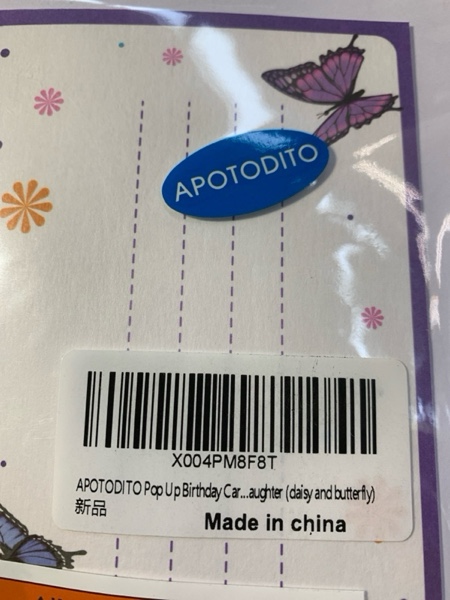 APOTODITO
X004PM8F8T
APOTODITO Pop Up Birthday Car...aughter (daisy and butterfly)
新品
Made in china